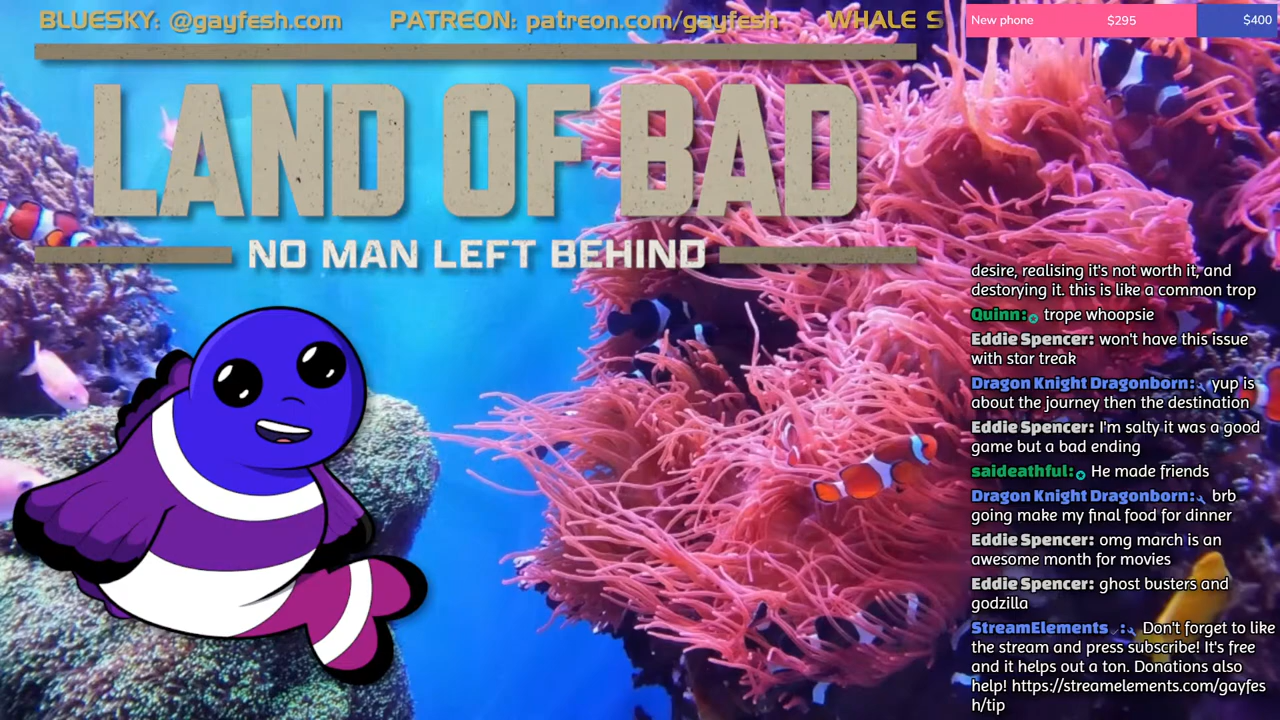 BLUESKY: @gayfesh.com PATREON: patreon.com/gayfesh WHALE S
New phone $295 $400
LAND OF BAD
NO MAN LEFT BEHIND
desire, realising it's not worth it, and
destorying it. this is like a common trop
Quinn: trope whoopsie
Eddie Spencer: won't have this issue
with star treak
Dragon Knight Dragonborn: yup is
about the journey then the destination
Eddie Spencer: I'm salty it was a good
game but a bad ending
saideathful: He made friends
Dragon Knight Dragonborn: brb
going make my final food for dinner
Eddie Spencer: omg march is an
awesome month for movies
Eddie Spencer: ghost busters and
godzilla
StreamElements : Don't forget to like
the stream and press subscribe! It's free
and it helps out a ton. Donations also
help! https://streamelements.com/gayfes
h/tip